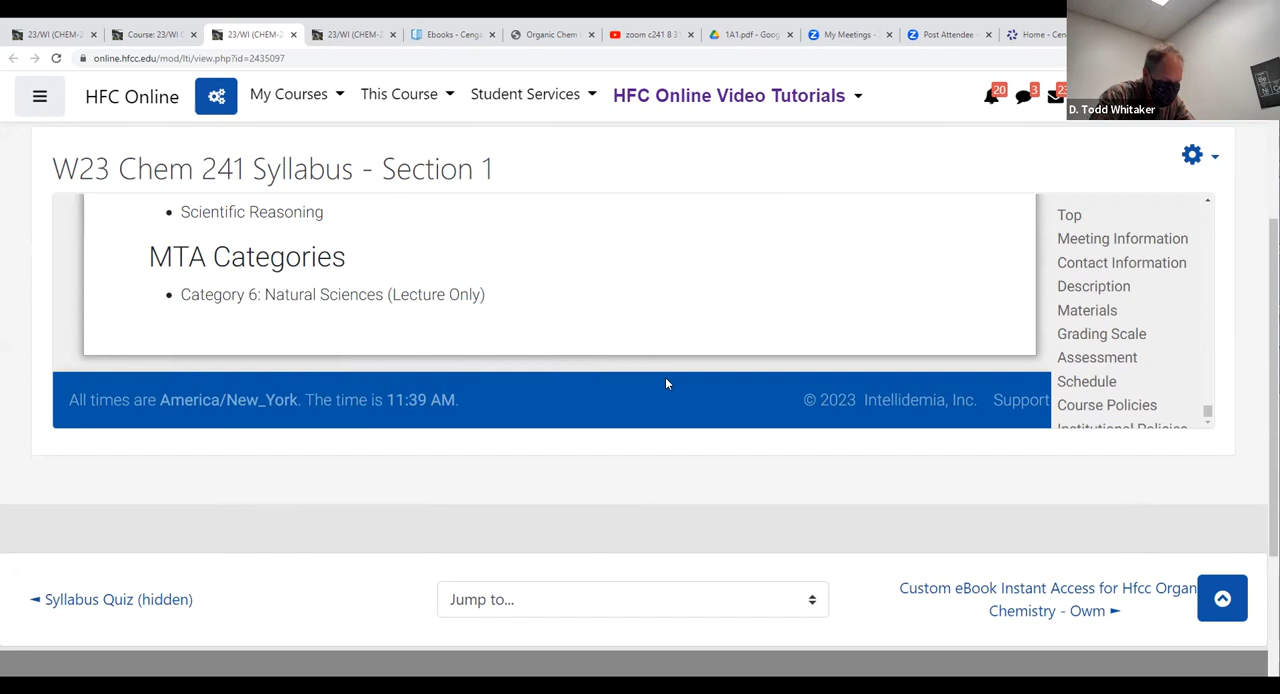 23/WI (CHEM-2
Course: 23/WI (
23/WI (CHEM-2
23/WI (CHEM-2
Ebooks - Ceng
Organic Chem
zoom c241 8 3
1A1.pdf - Goog
My Meetings -
Post Attendee
Home - Cen
online.hfcc.edu/mod/lti/view.php?id=2435097
HFC Online
My Courses
This Course
Student Services
HFC Online Video Tutorials
20
3
D. Todd Whitaker
W23 Chem 241 Syllabus - Section 1
Scientific Reasoning
MTA Categories
Category 6: Natural Sciences (Lecture Only)
Top
Meeting Information
Contact Information
Description
Materials
Grading Scale
Assessment
Schedule
Course Policies
Institutional Policies
All times are America/New_York. The time is 11:39 AM.
© 2023 Intellidemia, Inc. Support
◄ Syllabus Quiz (hidden)
Jump to...
Custom eBook Instant Access for Hfcc Organ
Chemistry - Owm ►